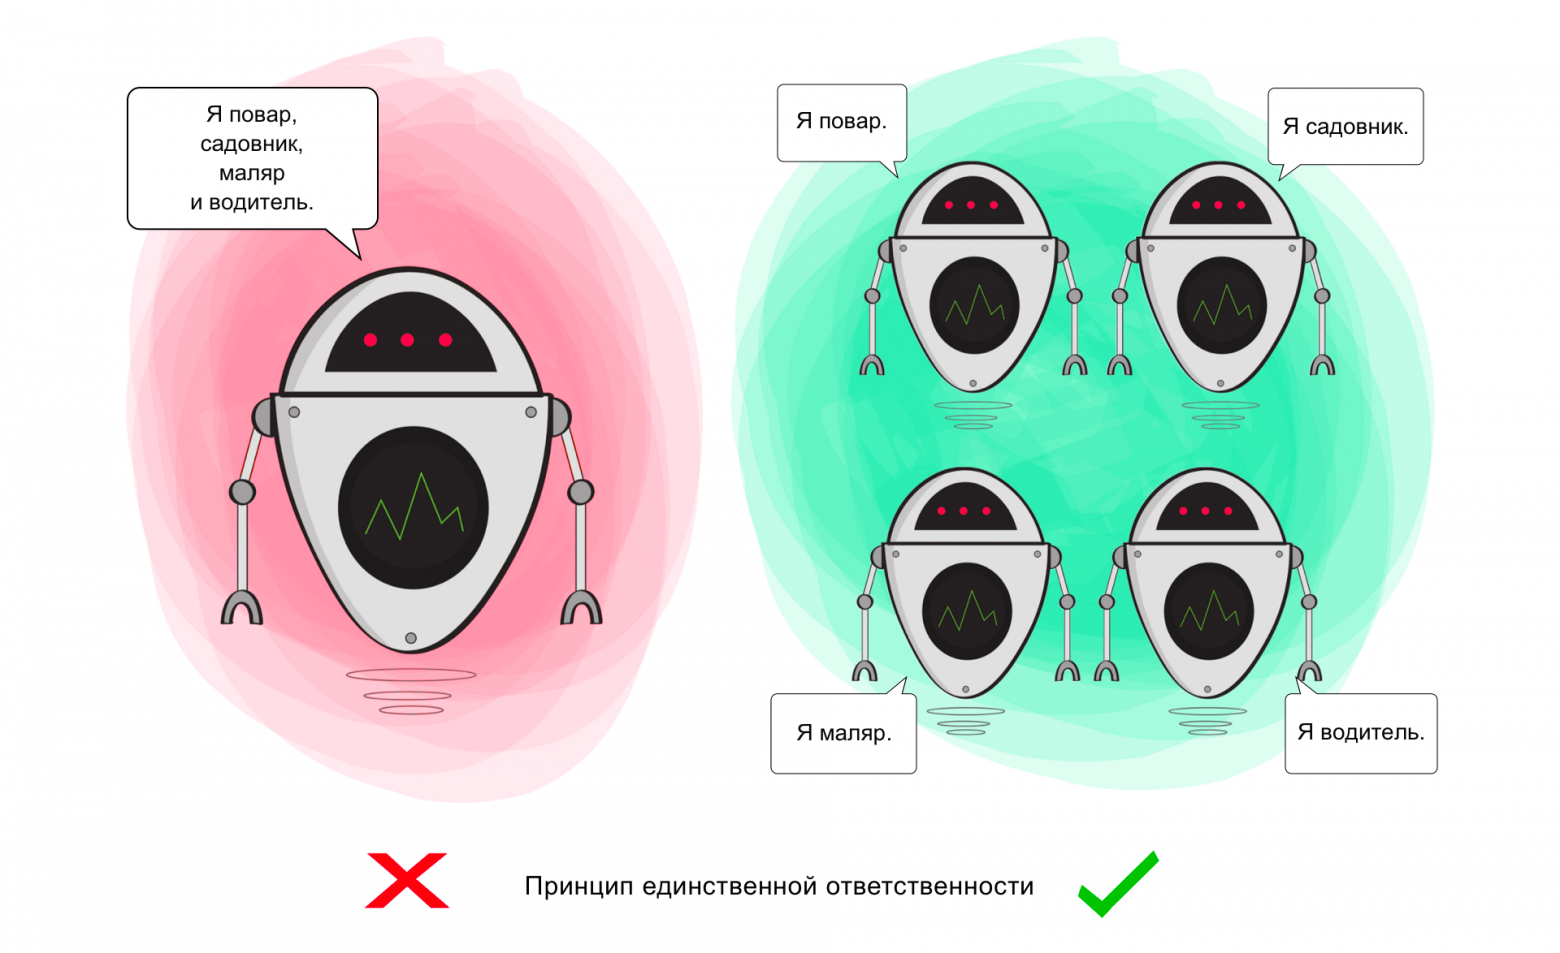 Я повар,
садовник,
маляр
и водитель.
Я повар.
Я садовник.
Я маляр.
Я водитель.
Принцип единственной ответственности